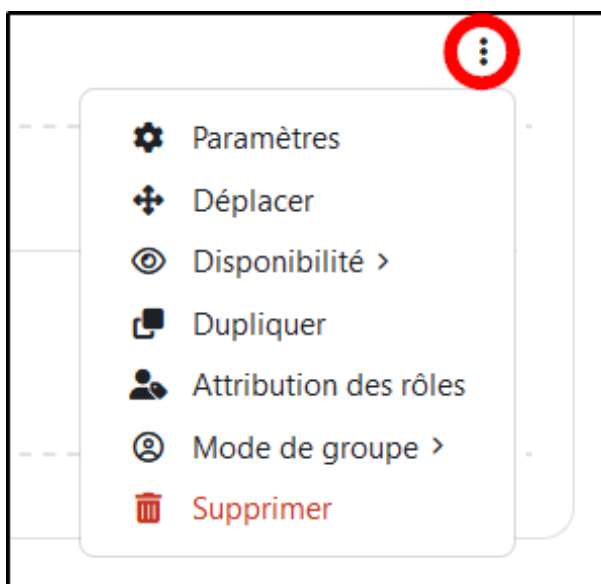 Paramètres
Déplacer
Disponibilité >
Dupliquer
Attribution des rôles
Mode de groupe >
Supprimer